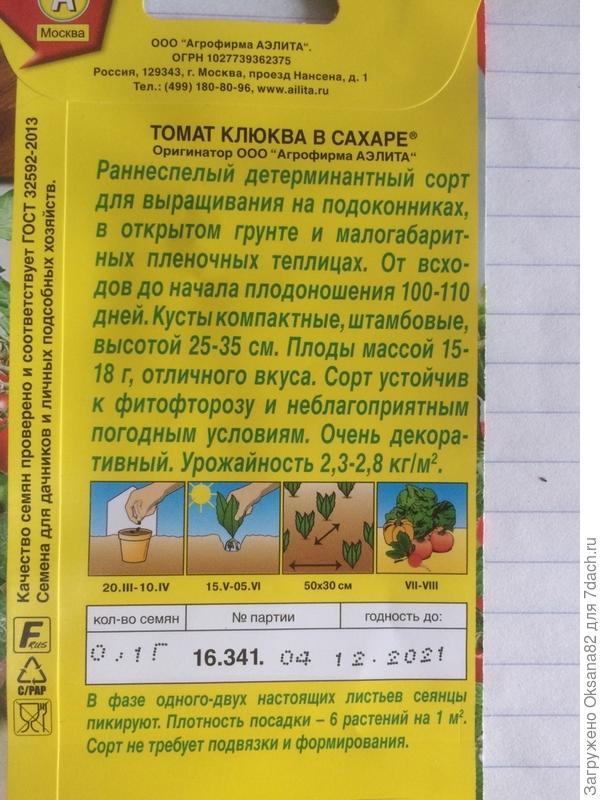 Москва
ООО "Агрофирма АЭЛИТА".
ОГРН 1027739362375
Россия, 129343, г. Москва, проезд Нансена, д. 1
Тел.: (499) 180-80-96, www.ailita.ru
ТОМАТ КЛЮКВА В САХАРЕ®
Оригинатор ООО "Агрофирма АЭЛИТА"
Раннеспелый детерминантный сорт
для выращивания на подоконниках,
в открытом грунте и малогабарит-
ных пленочных теплицах. От всхо-
дов до начала плодоношения 100-110
дней. Кусты компактные, штамбовые,
высотой 25-35 см. Плоды массой 15-
18 г, отличного вкуса. Сорт устойчив
к фитофторозу и неблагоприятным
погодным условиям. Очень декора-
тивный. Урожайность 2,3-2,8 кг/м².
20.III-10.IV 15.V-05.VI 50х30 см VII-VIII
кол-во семян № партии годность до:
0,1Г 16.341. 04 12.2021
В фазе одного-двух настоящих листьев сеянцы
пикируют. Плотность посадки – 6 растений на 1 м².
Сорт не требует подвязки и формирования.
Качество семян проверено и соответствует ГОСТ 32592-2013
Семена для дачников и личных подсобных хозяйств.
F RUS
C/PAP
Загружено Oksana82 для 7dach.ru